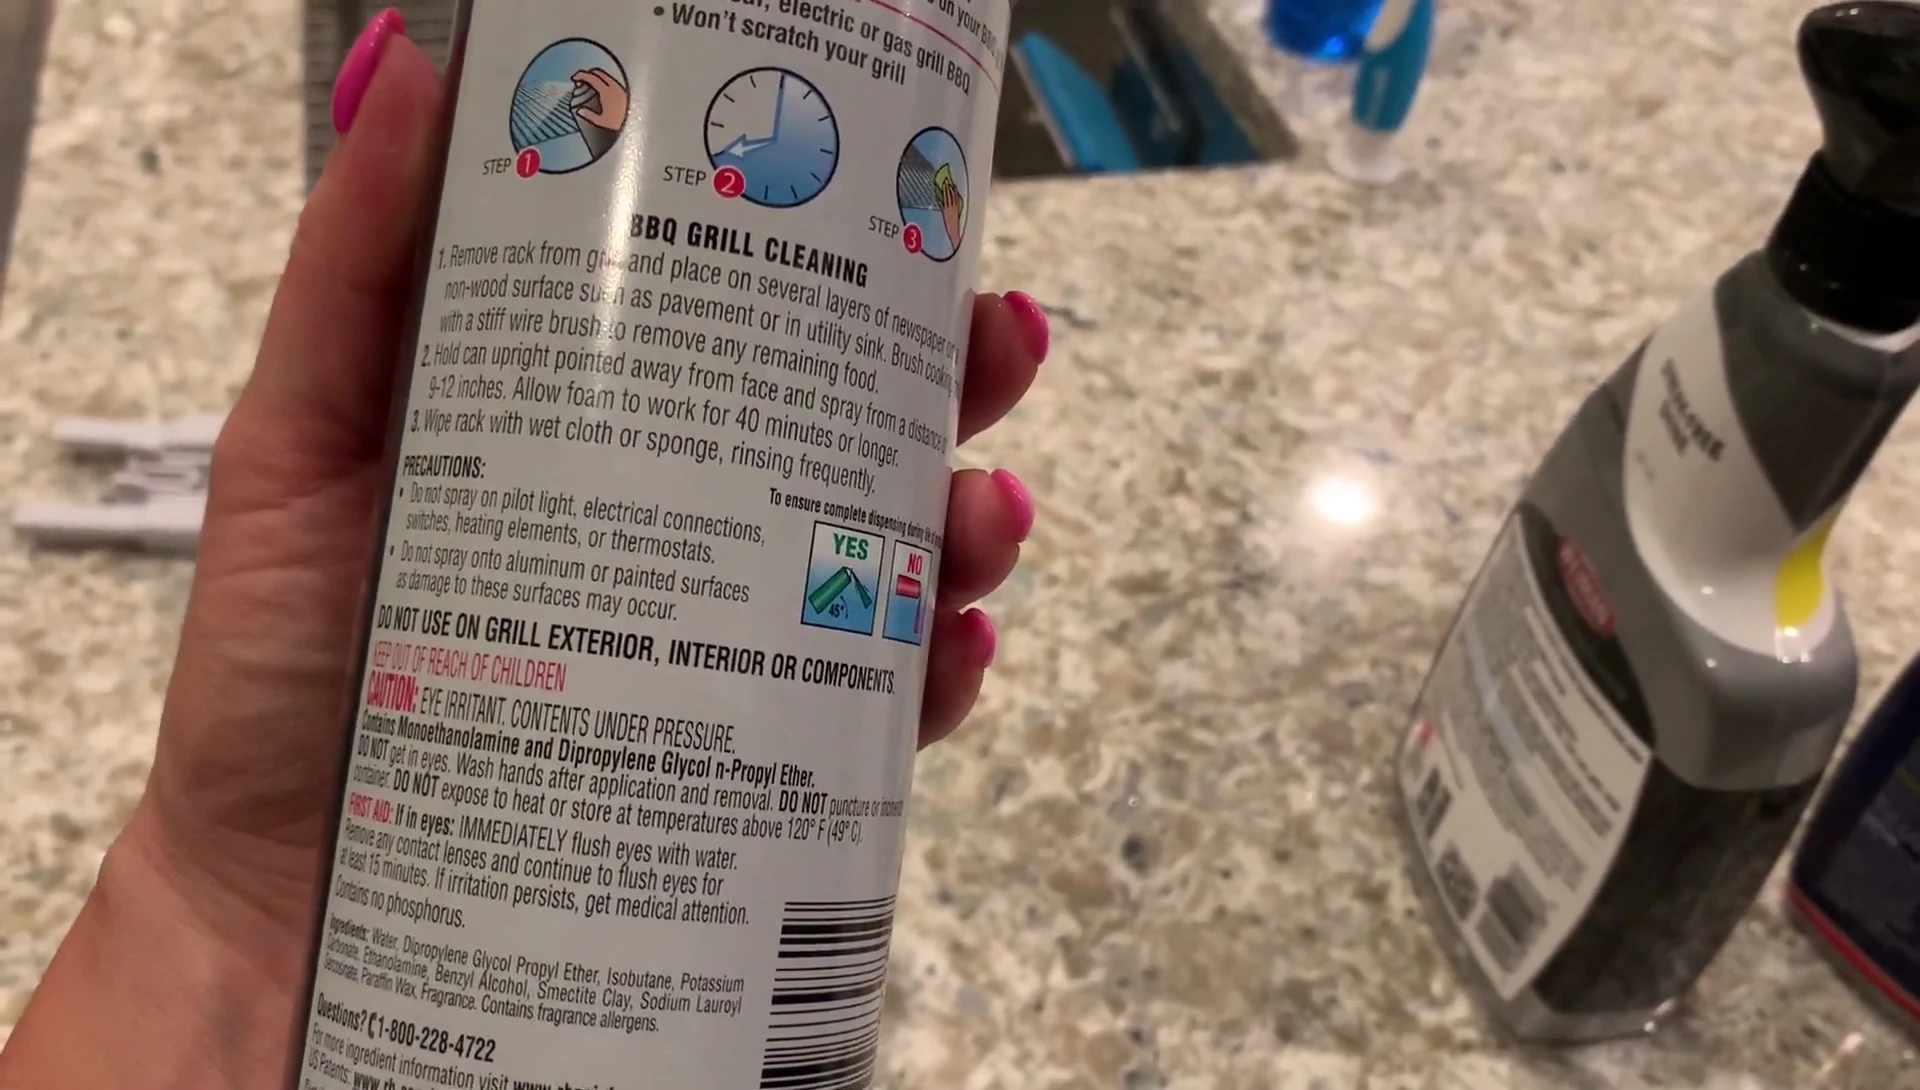 electric or gas grill BBQ
on your BBQ
• Won't scratch your grill
STEP 1
STEP 2
STEP 3
BBQ GRILL CLEANING
1. Remove rack from and place on several layers of newspaper or
non-wood surface such as pavement or in utility sink. Brush cooking
with a stiff wire brush to remove any remaining food.
2. Hold can upright pointed away from face and spray from a distance
9-12 inches. Allow foam to work for 40 minutes or longer.
3. Wipe rack with wet cloth or sponge, rinsing frequently.
PRECAUTIONS:
• Do not spray on pilot light, electrical connections,
switches, heating elements, or thermostats.
• Do not spray onto aluminum or painted surfaces
as damage to these surfaces may occur.
To ensure complete dispensing during life of
YES
45°
NO
DO NOT USE ON GRILL EXTERIOR, INTERIOR OR COMPONENTS.
KEEP OUT OF REACH OF CHILDREN
CAUTION: EYE IRRITANT. CONTENTS UNDER PRESSURE.
Contains Monoethanolamine and Dipropylene Glycol n-Propyl Ether.
DO NOT get in eyes. Wash hands after application and removal. DO NOT puncture or
container. DO NOT expose to heat or store at temperatures above 120° F (49° C).
FIRST AID: If in eyes: IMMEDIATELY flush eyes with water.
Remove any contact lenses and continue to flush eyes for
at least 15 minutes. If irritation persists, get medical attention.
Contains no phosphorus.
Ingredients: Water, Dipropylene Glycol Propyl Ether, Isobutane, Potassium
Carbonate, Ethanolamine, Benzyl Alcohol, Smectite Clay, Sodium Lauroyl
Sarcosinate, Paraffin Wax, Fragrance. Contains fragrance allergens.
Questions? 1-800-228-4722
For more ingredient information visit
US Patents: